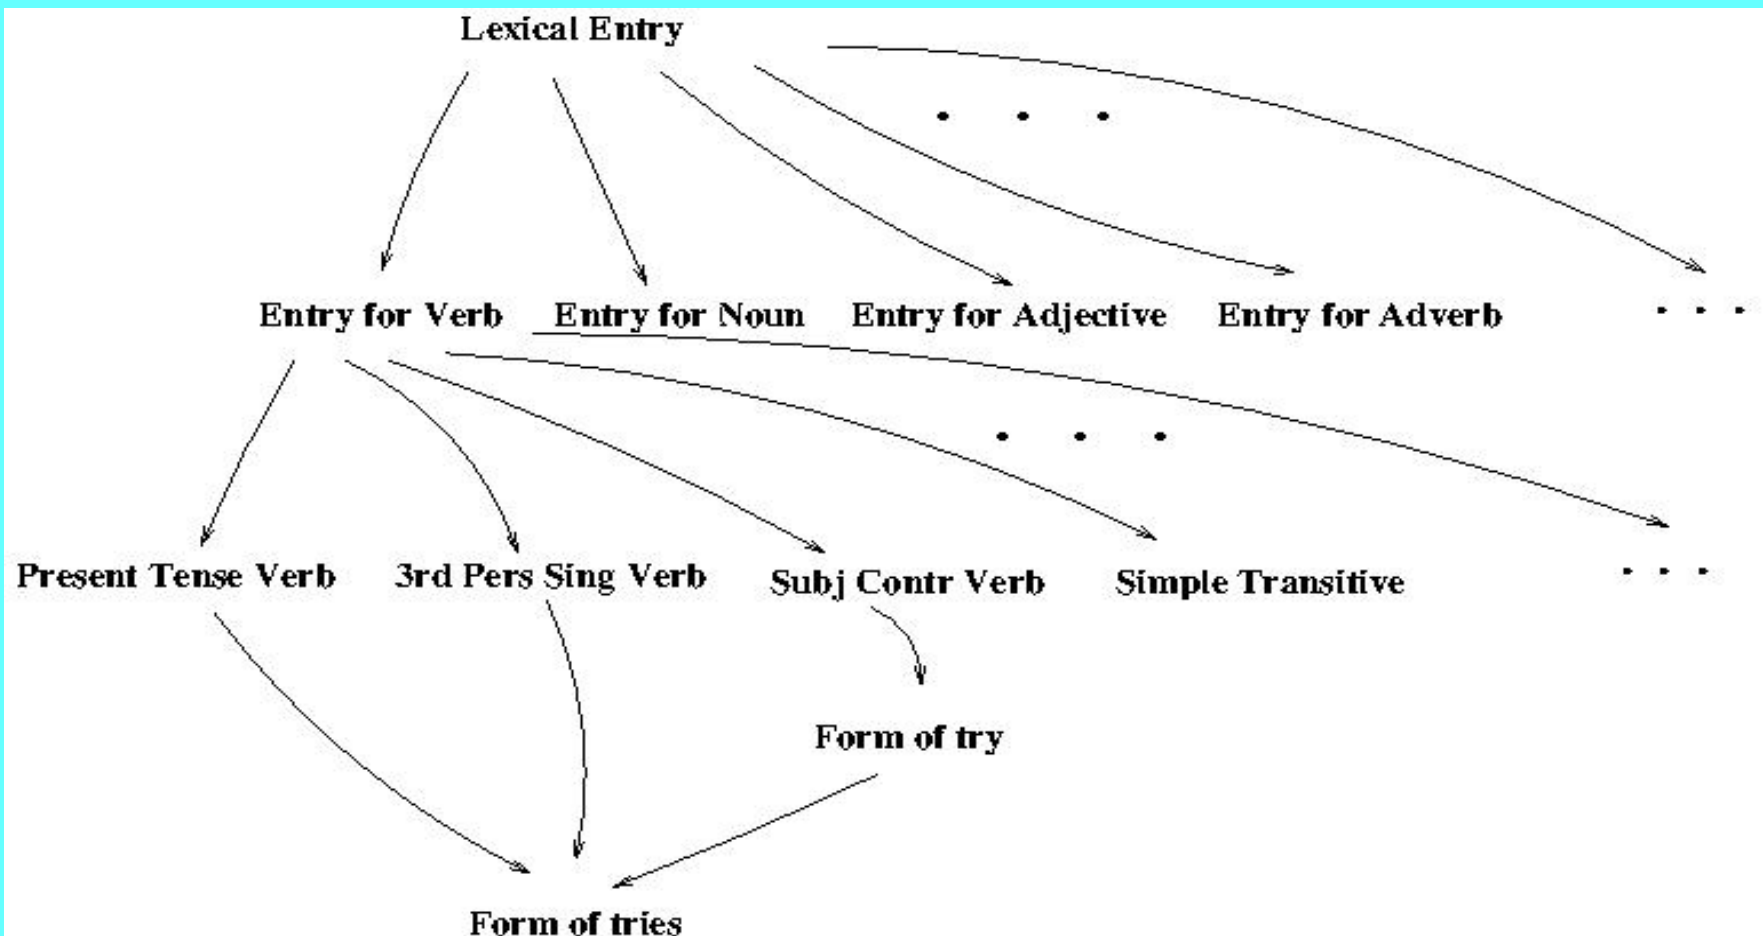 Lexical Entry
. . .
Entry for Verb Entry for Noun Entry for Adjective Entry for Adverb . . .
. . .
Present Tense Verb 3rd Pers Sing Verb Subj Contr Verb Simple Transitive . . .
Form of try
Form of tries